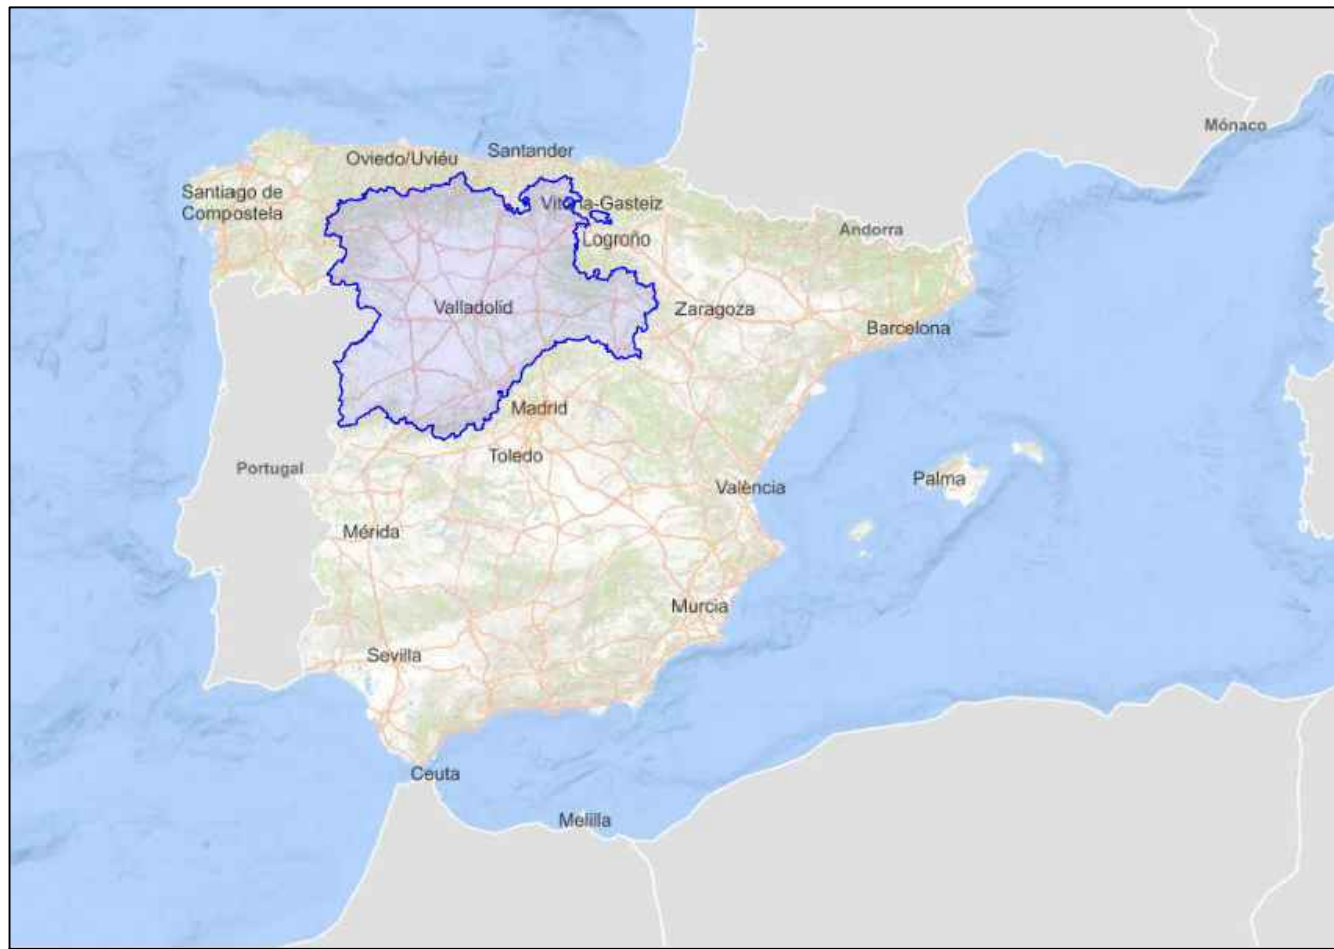 Mónaco
Oviedo/Uviéu
Santander
Santiago de
Compostela
Vitoria-Gasteiz
Logroño
Andorra
Valladolid
Zaragoza
Barcelona
Madrid
Toledo
Portugal
Palma
València
Mérida
Murcia
Sevilla
Ceuta
Melilla